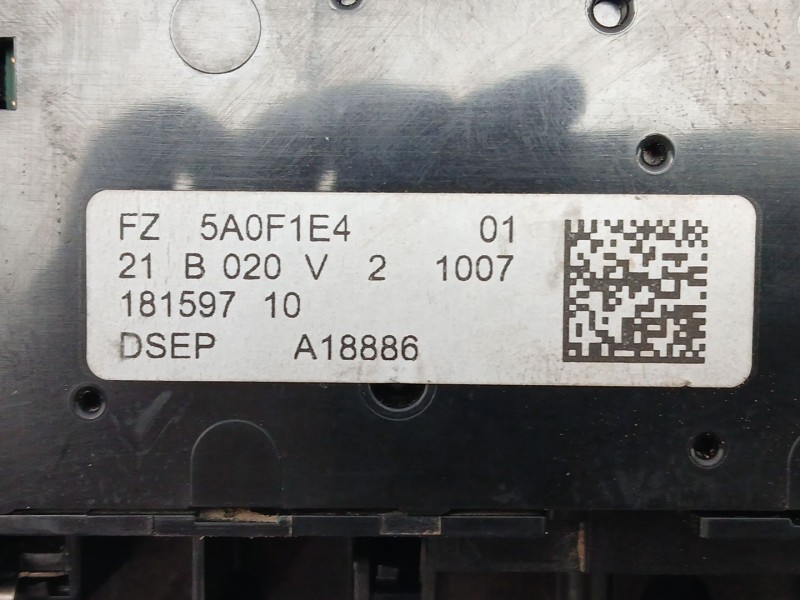 FZ 5A0F1E4 01
21 B 020 V 2 1007
181597 10
DSEP A18886